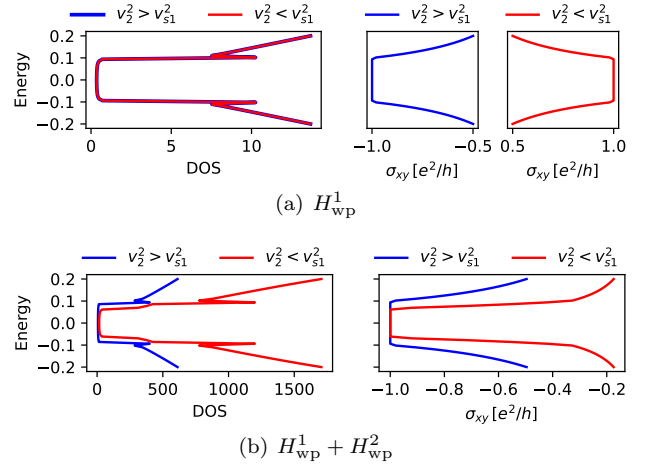 v₂² > v²ₛ₁ v₂² < v²ₛ₁ v₂² > v²ₛ₁ v₂² < v²ₛ₁
Energy
0.2
0.1
0.0
−0.1
−0.2
0 5 10
DOS
−1.0 −0.5
σxy [e²/h]
0.5 1.0
σxy [e²/h]
(a) H¹wp
v₂² > v²ₛ₁ v₂² < v²ₛ₁ v₂² > v²ₛ₁ v₂² < v²ₛ₁
Energy
0.2
0.1
0.0
−0.1
−0.2
0 500 1000 1500
DOS
−1.0 −0.8 −0.6 −0.4 −0.2
σxy [e²/h]
(b) H¹wp + H²wp